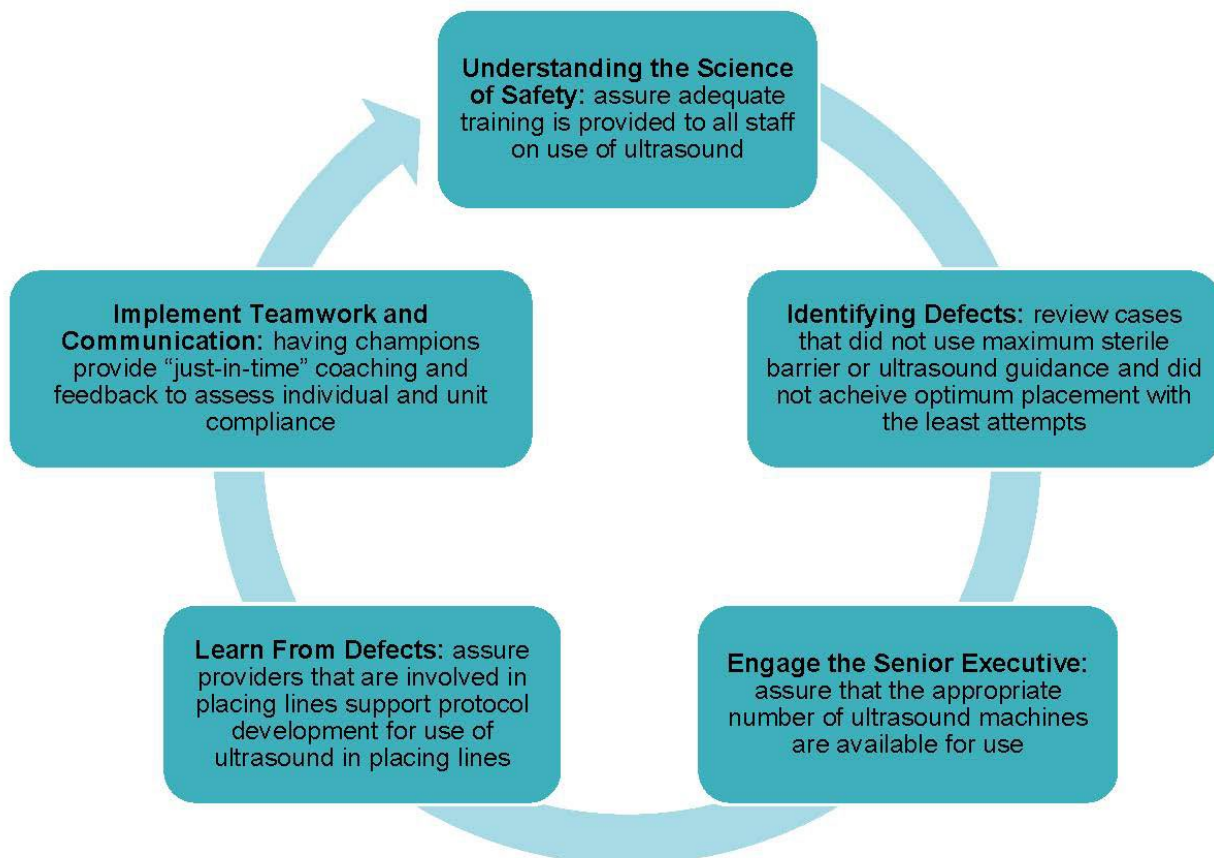 Understanding the Science
of Safety: assure adequate
training is provided to all staff
on use of ultrasound
Identifying Defects: review cases
that did not use maximum sterile
barrier or ultrasound guidance and did
not acheive optimum placement with
the least attempts
Engage the Senior Executive:
assure that the appropriate
number of ultrasound machines
are available for use
Learn From Defects: assure
providers that are involved in
placing lines support protocol
development for use of
ultrasound in placing lines
Implement Teamwork and
Communication: having champions
provide “just-in-time” coaching and
feedback to assess individual and unit
compliance